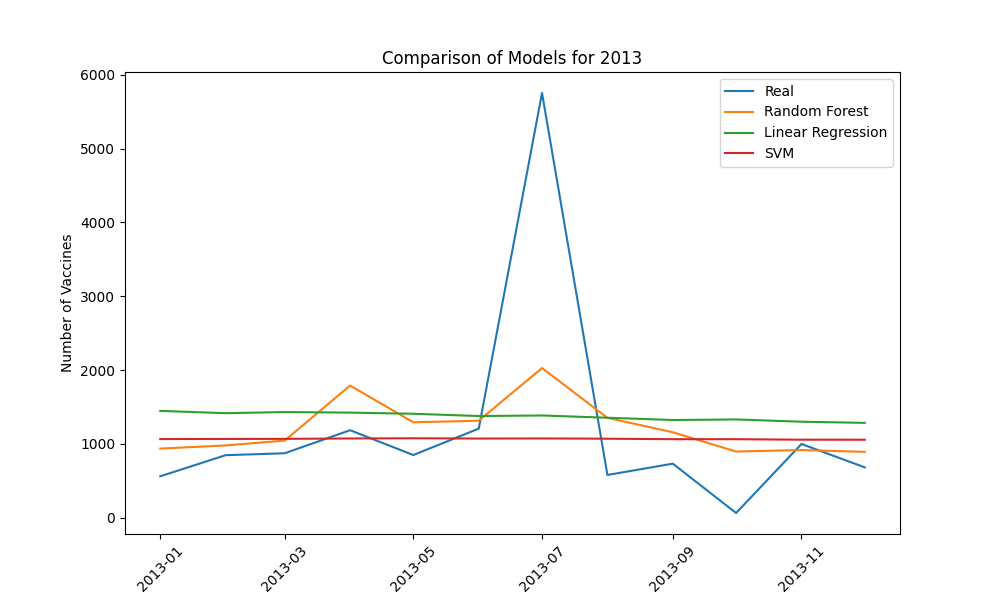 Comparison of Models for 2013
Real
Random Forest
Linear Regression
SVM
Number of Vaccines
6000
5000
4000
3000
2000
1000
0
2013-01
2013-03
2013-05
2013-07
2013-09
2013-11